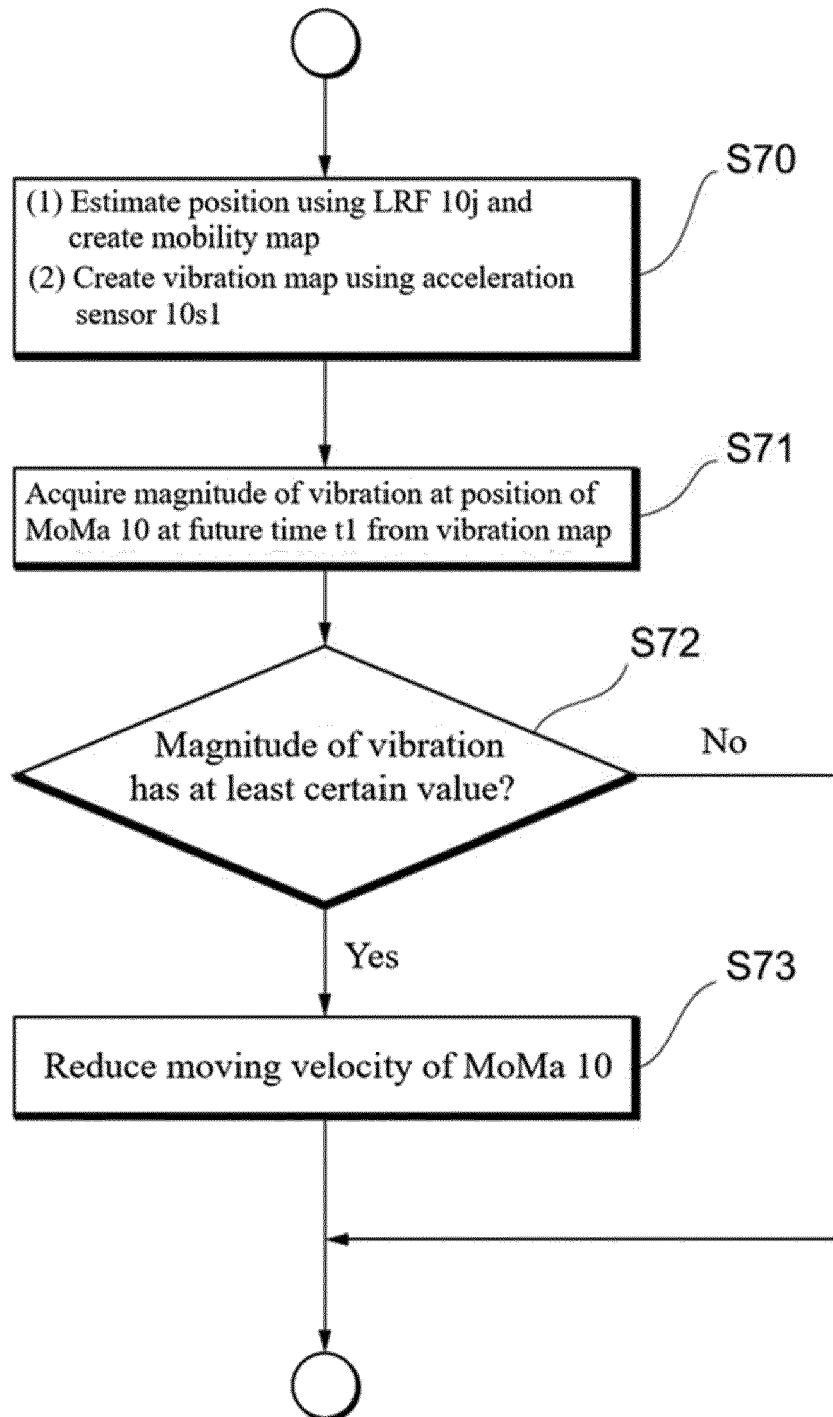 S70
(1) Estimate position using LRF 10j and
create mobility map
(2) Create vibration map using acceleration
sensor 10s1
S71
Acquire magnitude of vibration at position of
MoMa 10 at future time t1 from vibration map
S72
Magnitude of vibration
has at least certain value?
No
Yes
S73
Reduce moving velocity of MoMa 10